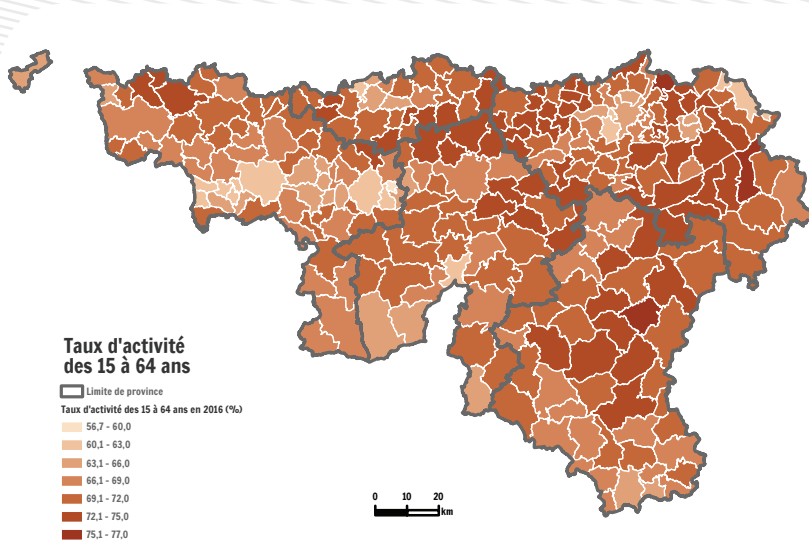 Taux d'activité
des 15 à 64 ans
Limite de province
Taux d'activité des 15 à 64 ans en 2016 (%)
56,7 - 60,0
60,1 - 63,0
63,1 - 66,0
66,1 - 69,0
69,1 - 72,0
72,1 - 75,0
75,1 - 77,0
0 10 20
km